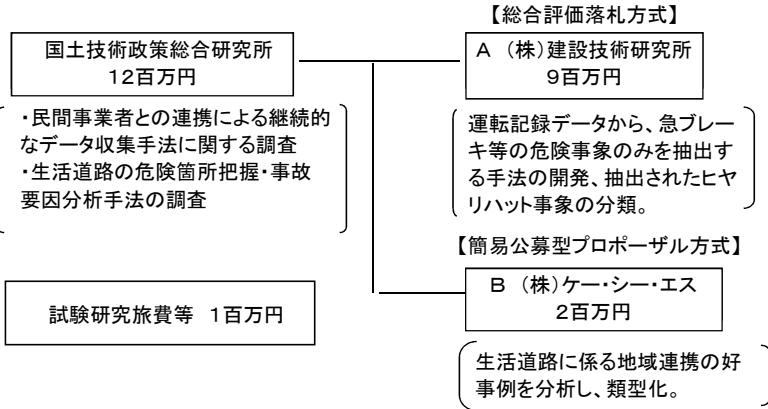 国土技術政策総合研究所
12百万円
・民間事業者との連携による継続的
なデータ収集手法に関する調査
・生活道路の危険箇所把握・事故
要因分析手法の調査
試験研究旅費等 1百万円
【総合評価落札方式】
A (株)建設技術研究所
9百万円
運転記録データから、急ブレー
キ等の危険事象のみを抽出す
る手法の開発、抽出されたヒヤ
リハット事象の分類。
【簡易公募型プロポーザル方式】
B (株)ケー・シー・エス
2百万円
生活道路に係る地域連携の好
事例を分析し、類型化。